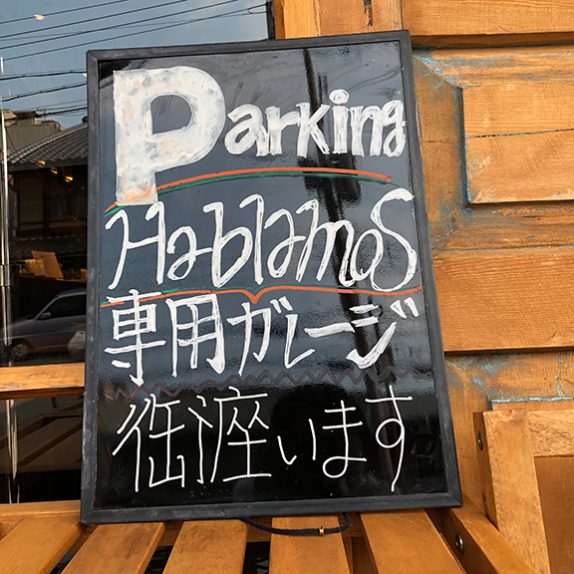 Parking
Hablamos
専用ガレージ
御座います